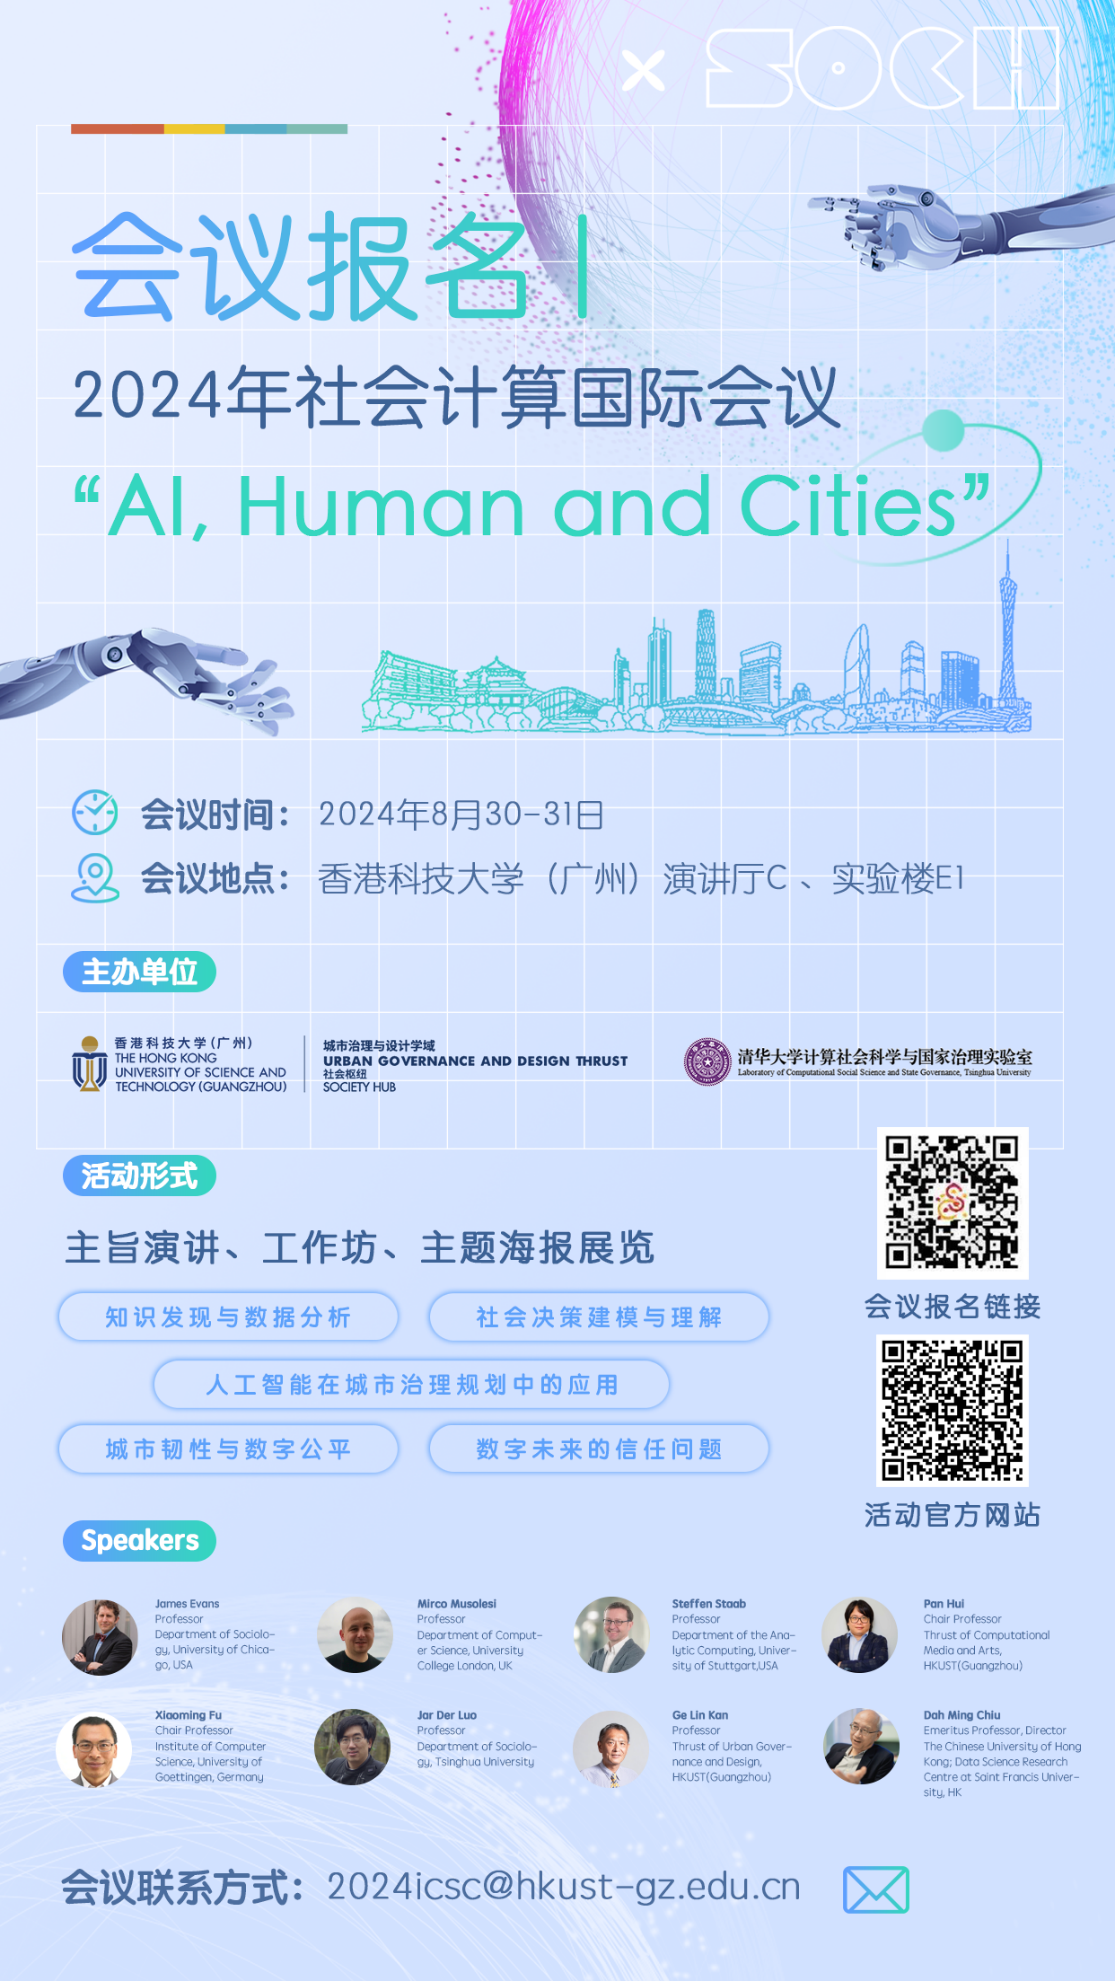 × SOCH
会议报名|
2024年社会计算国际会议
“AI, Human and Cities”
会议时间： 2024年8月30-31日
会议地点： 香港科技大学（广州）演讲厅C 、实验楼E1
主办单位
香港科技大学(广州)
THE HONG KONG
UNIVERSITY OF SCIENCE AND
TECHNOLOGY (GUANGZHOU)
城市治理与设计学域
URBAN GOVERNANCE AND DESIGN THRUST
社会枢纽
SOCIETY HUB
清华大学计算社会科学与国家治理实验室
Laboratory of Computational Social Science and State Governance, Tsinghua University
活动形式
主旨演讲、工作坊、主题海报展览
知识发现与数据分析
社会决策建模与理解
人工智能在城市治理规划中的应用
城市韧性与数字公平
数字未来的信任问题
会议报名链接
活动官方网站
Speakers
James Evans
Professor
Department of Sociolo-
gy, University of Chica-
go, USA
Mirco Musolesi
Professor
Department of Comput-
er Science, University
College London, UK
Steffen Staab
Professor
Department of the Ana-
lytic Computing, Univer-
sity of Stuttgart,USA
Pan Hui
Chair Professor
Thrust of Computational
Media and Arts,
HKUST(Guangzhou)
Xiaoming Fu
Chair Professor
Institute of Computer
Science, University of
Goettingen, Germany
Jar Der Luo
Professor
Department of Sociolo-
gy, Tsinghua University
Ge Lin Kan
Professor
Thrust of Urban Gover-
nance and Design,
HKUST(Guangzhou)
Dah Ming Chiu
Emeritus Professor, Director
The Chinese University of Hong
Kong; Data Science Research
Centre at Saint Francis Univer-
sity, HK
会议联系方式： 2024icsc@hkust-gz.edu.cn